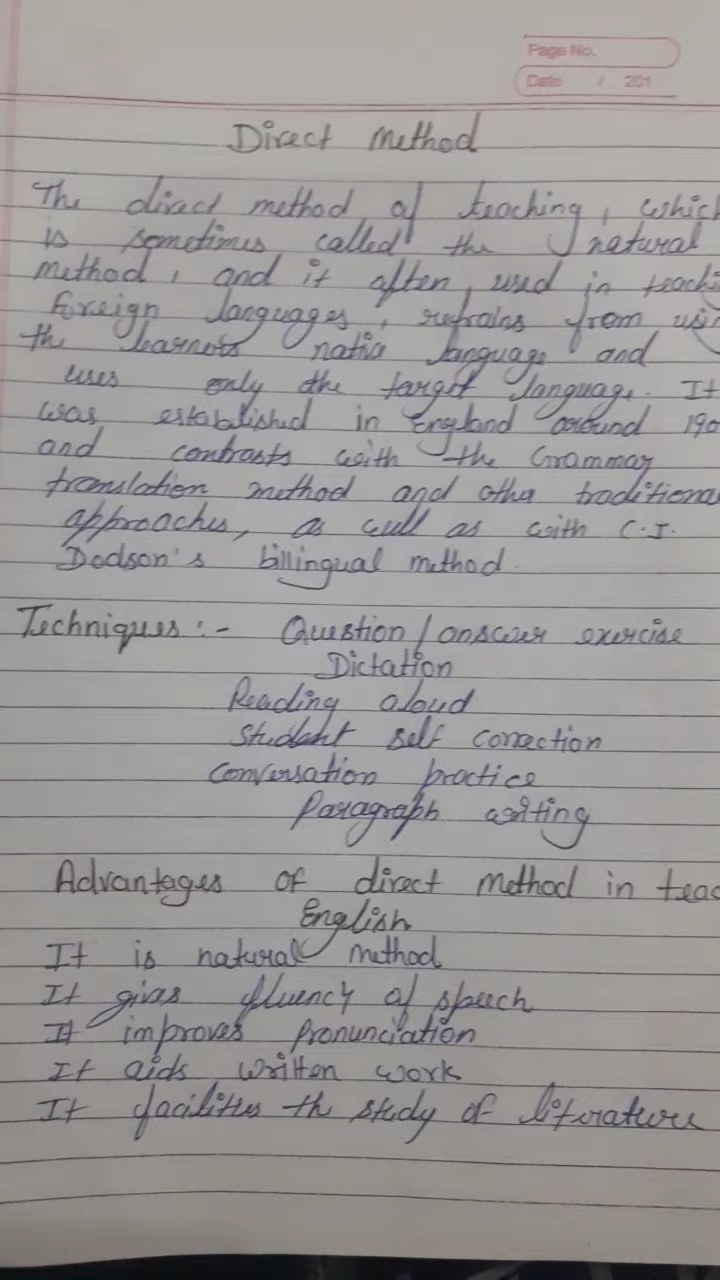 Page No.
Date / 201
Direct Method
The direct method of teaching, which
is sometimes called the natural
method, and it often, used in teachi
foreign languages, refrains from usin
the learners native language and
uses only the target language. It
was established in England around 190
and contrasts with the Grammar
translation method and other traditiona
approaches, as well as with C.J.
Dodson's billingual method.
Techniques :- Question/answer exercise
Dictation
Reading aloud
Student self correction
Conversation practice
Paragraph writing
Advantages of direct method in teac
English
It is natural method
It gives fluency of speech
It improves pronunciation
It aids written work
It facilities th study of literature